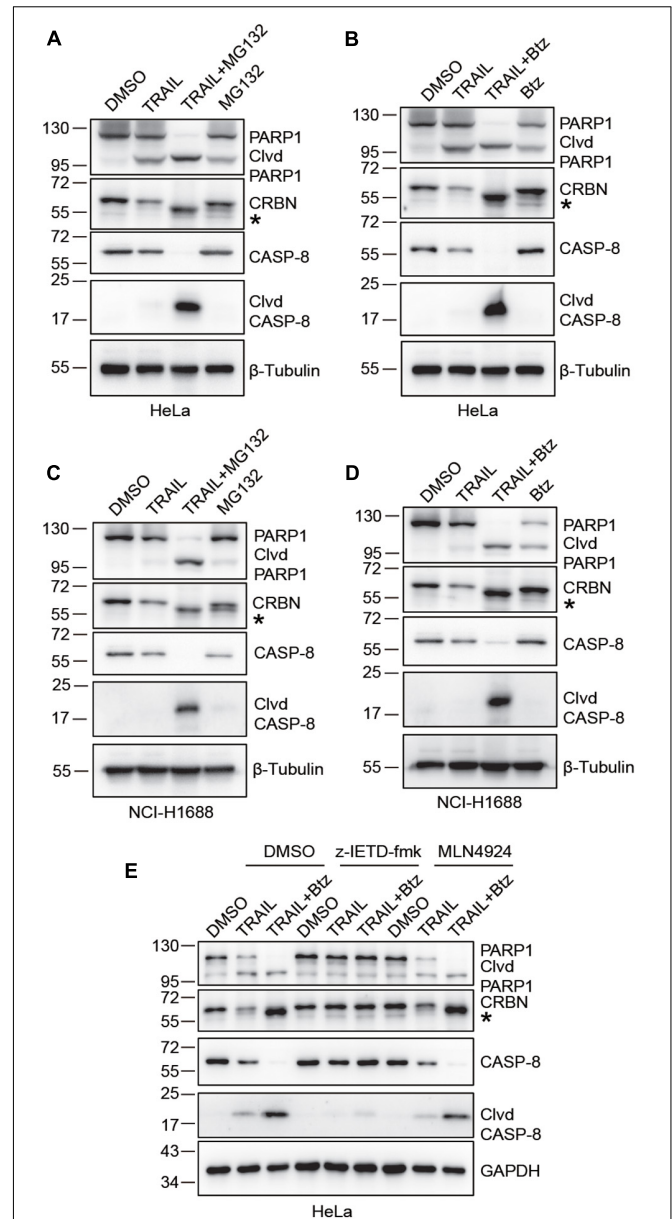 A
DMSO
TRAIL
TRAIL+MG132
MG132
130
95
PARP1
Clvd
PARP1
72
55
CRBN
*
72
55
CASP-8
25
17
Clvd
CASP-8
55
β-Tubulin
HeLa
B
DMSO
TRAIL
TRAIL+Btz
Btz
130
95
PARP1
Clvd
PARP1
72
55
CRBN
*
72
55
CASP-8
25
17
Clvd
CASP-8
55
β-Tubulin
HeLa
C
DMSO
TRAIL
TRAIL+MG132
MG132
130
95
PARP1
Clvd
PARP1
72
55
CRBN
*
72
55
CASP-8
25
17
Clvd
CASP-8
55
β-Tubulin
NCI-H1688
D
DMSO
TRAIL
TRAIL+Btz
Btz
130
95
PARP1
Clvd
PARP1
72
55
CRBN
*
72
55
CASP-8
25
17
Clvd
CASP-8
55
β-Tubulin
NCI-H1688
E
DMSO
z-IETD-fmk
MLN4924
DMSO
TRAIL
TRAIL+Btz
DMSO
TRAIL
TRAIL+Btz
DMSO
TRAIL
TRAIL+Btz
130
95
PARP1
Clvd
PARP1
72
55
CRBN
*
72
55
CASP-8
25
17
Clvd
CASP-8
43
34
GAPDH
HeLa